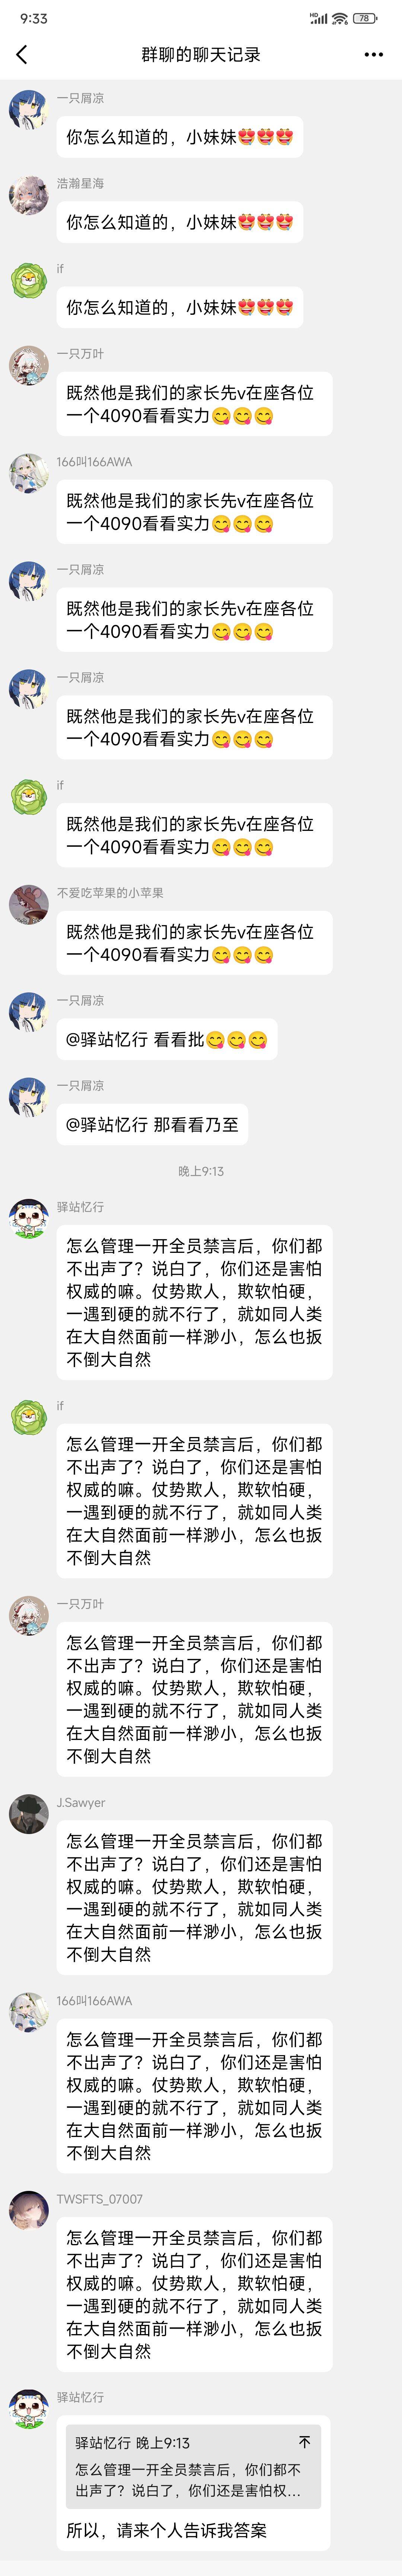 9:33
HD
78
群聊的聊天记录
一只屑凉
你怎么知道的，小妹妹😍😍😍
浩瀚星海
你怎么知道的，小妹妹😍😍😍
if
你怎么知道的，小妹妹😍😍😍
一只万叶
既然他是我们的家长先v在座各位
一个4090看看实力😋😋😋
166叫166AWA
既然他是我们的家长先v在座各位
一个4090看看实力😋😋😋
一只屑凉
既然他是我们的家长先v在座各位
一个4090看看实力😋😋😋
一只屑凉
既然他是我们的家长先v在座各位
一个4090看看实力😋😋😋
if
既然他是我们的家长先v在座各位
一个4090看看实力😋😋😋
不爱吃苹果的小苹果
既然他是我们的家长先v在座各位
一个4090看看实力😋😋😋
一只屑凉
@驿站忆行 看看批😋😋😋
一只屑凉
@驿站忆行 那看看乃至
晚上9:13
驿站忆行
怎么管理一开全员禁言后，你们都
不出声了？说白了，你们还是害怕
权威的嘛。仗势欺人，欺软怕硬，
一遇到硬的就不行了，就如同人类
在大自然面前一样渺小，怎么也扳
不倒大自然
if
怎么管理一开全员禁言后，你们都
不出声了？说白了，你们还是害怕
权威的嘛。仗势欺人，欺软怕硬，
一遇到硬的就不行了，就如同人类
在大自然面前一样渺小，怎么也扳
不倒大自然
一只万叶
怎么管理一开全员禁言后，你们都
不出声了？说白了，你们还是害怕
权威的嘛。仗势欺人，欺软怕硬，
一遇到硬的就不行了，就如同人类
在大自然面前一样渺小，怎么也扳
不倒大自然
J.Sawyer
怎么管理一开全员禁言后，你们都
不出声了？说白了，你们还是害怕
权威的嘛。仗势欺人，欺软怕硬，
一遇到硬的就不行了，就如同人类
在大自然面前一样渺小，怎么也扳
不倒大自然
166叫166AWA
怎么管理一开全员禁言后，你们都
不出声了？说白了，你们还是害怕
权威的嘛。仗势欺人，欺软怕硬，
一遇到硬的就不行了，就如同人类
在大自然面前一样渺小，怎么也扳
不倒大自然
TWSFTS_07007
怎么管理一开全员禁言后，你们都
不出声了？说白了，你们还是害怕
权威的嘛。仗势欺人，欺软怕硬，
一遇到硬的就不行了，就如同人类
在大自然面前一样渺小，怎么也扳
不倒大自然
驿站忆行
驿站忆行 晚上9:13
怎么管理一开全员禁言后，你们都不
出声了？说白了，你们还是害怕权...
所以，请来个人告诉我答案